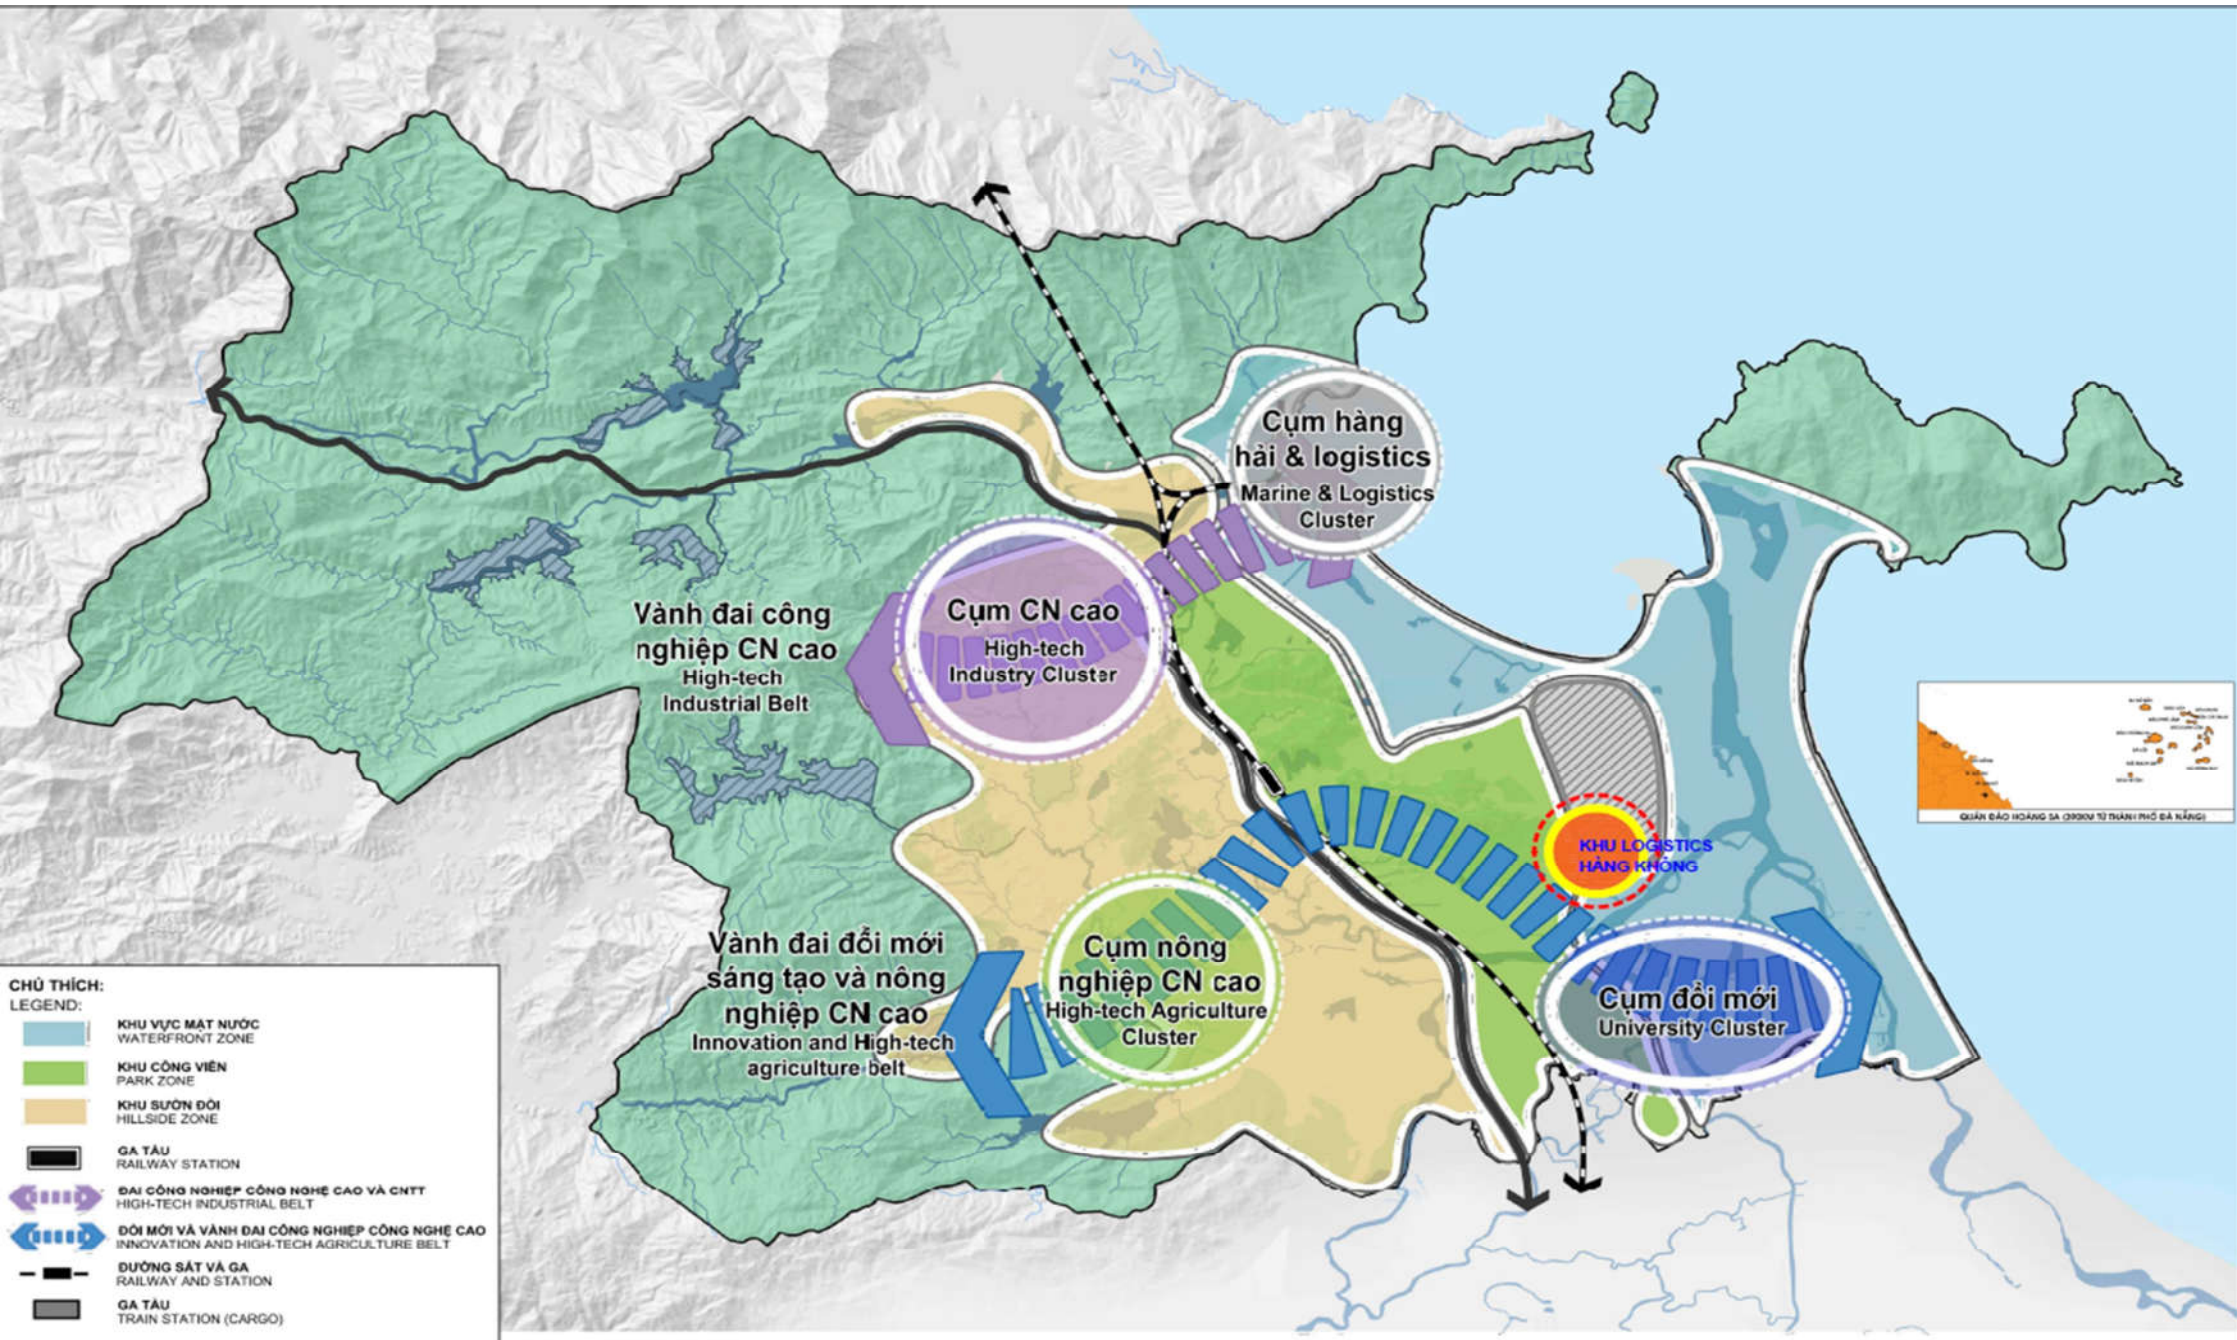 Cụm hàng
hải & logistics
Marine & Logistics
Cluster
Cụm CN cao
High-tech
Industry Cluster
Vành đai công
nghiệp CN cao
High-tech
Industrial Belt
KHU LOGISTICS
HÀNG KHÔNG
Vành đai đổi mới
sáng tạo và nông
nghiệp CN cao
Innovation and High-tech
agriculture belt
Cụm nông
nghiệp CN cao
High-tech Agriculture
Cluster
Cụm đổi mới
University Cluster
QUẦN ĐẢO HOÀNG SA (390KM TỪ THÀNH PHỐ ĐÀ NẴNG)
CHÚ THÍCH:
LEGEND:
KHU VỰC MẶT NƯỚC
WATERFRONT ZONE
KHU CÔNG VIÊN
PARK ZONE
KHU SƯỜN ĐỒI
HILLSIDE ZONE
GA TÀU
RAILWAY STATION
ĐAI CÔNG NGHIỆP CÔNG NGHỆ CAO VÀ CNTT
HIGH-TECH INDUSTRIAL BELT
ĐỔI MỚI VÀ VÀNH ĐAI CÔNG NGHIỆP CÔNG NGHỆ CAO
INNOVATION AND HIGH-TECH AGRICULTURE BELT
ĐƯỜNG SẮT VÀ GA
RAILWAY AND STATION
GA TÀU
TRAIN STATION (CARGO)